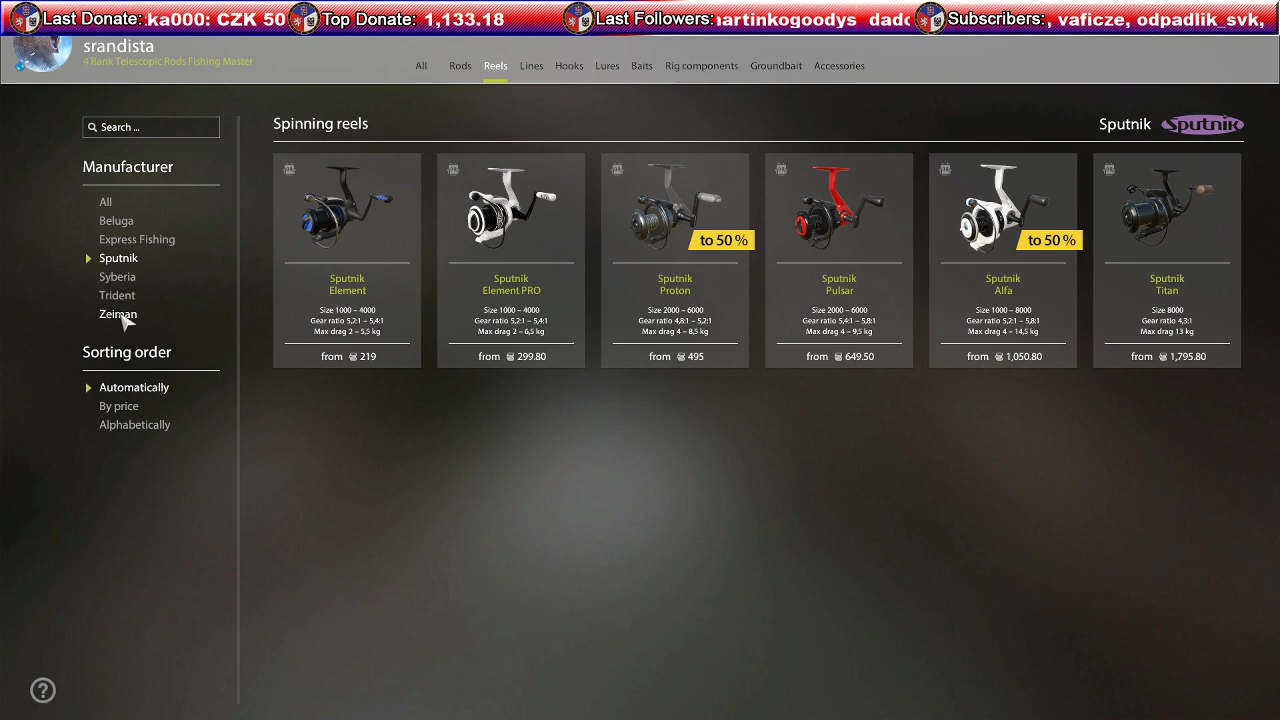 Last Donate: ka000: CZK 50 Top Donate: 1,133.18 Last Followers: martinkogoodys dado Subscribers:, vaficze, odpadlik_svk,
srandista
4 Rank Telescopic Rods Fishing Master
All Rods Reels Lines Hooks Lures Baits Rig components Groundbait Accessories
Search ...
Manufacturer
All
Beluga
Express Fishing
Sputnik
Syberia
Trident
Zeiman
Sorting order
Automatically
By price
Alphabetically
Spinning reels
Sputnik Sputnik
Sputnik
Element
Size 1000 – 4000
Gear ratio 5,2:1 – 5,4:1
Max drag 2 – 5,5 kg
from 219
Sputnik
Element PRO
Size 1000 – 4000
Gear ratio 5,2:1 – 5,4:1
Max drag 2 – 6,5 kg
from 299.80
to 50 %
Sputnik
Proton
Size 2000 – 6000
Gear ratio 4,8:1 – 5,2:1
Max drag 4 – 8,5 kg
from 495
Sputnik
Pulsar
Size 2000 – 6000
Gear ratio 5,4:1 – 5,8:1
Max drag 4 – 9,5 kg
from 649.50
to 50 %
Sputnik
Alfa
Size 1000 – 8000
Gear ratio 5,2:1 – 5,8:1
Max drag 4 – 14,5 kg
from 1,050.80
Sputnik
Titan
Size 8000
Gear ratio 4,3:1
Max drag 13 kg
from 1,795.80
?